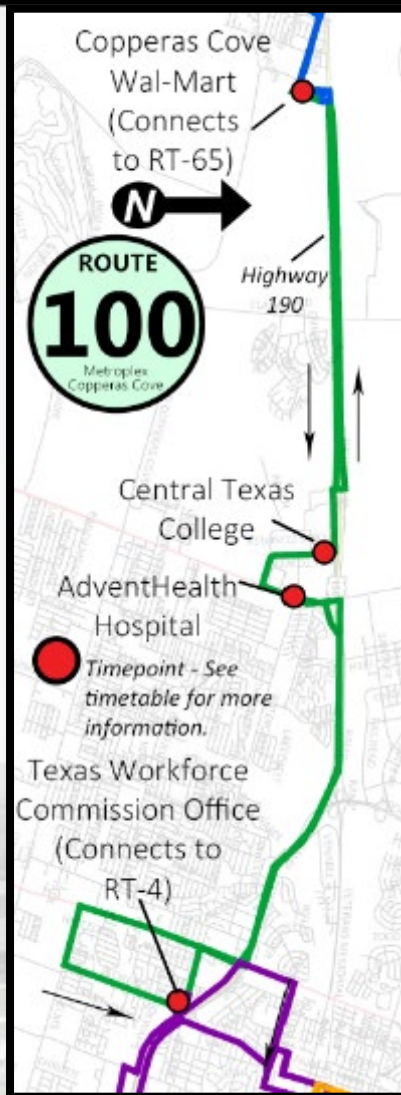 Copperas Cove
Wal-Mart
(Connects
to RT-65)
N
ROUTE
100
Metroplex
Copperas Cove
Highway
190
Central Texas
College
AdventHealth
Hospital
Timepoint - See
timetable for more
information.
Texas Workforce
Commission Office
(Connects to
RT-4)